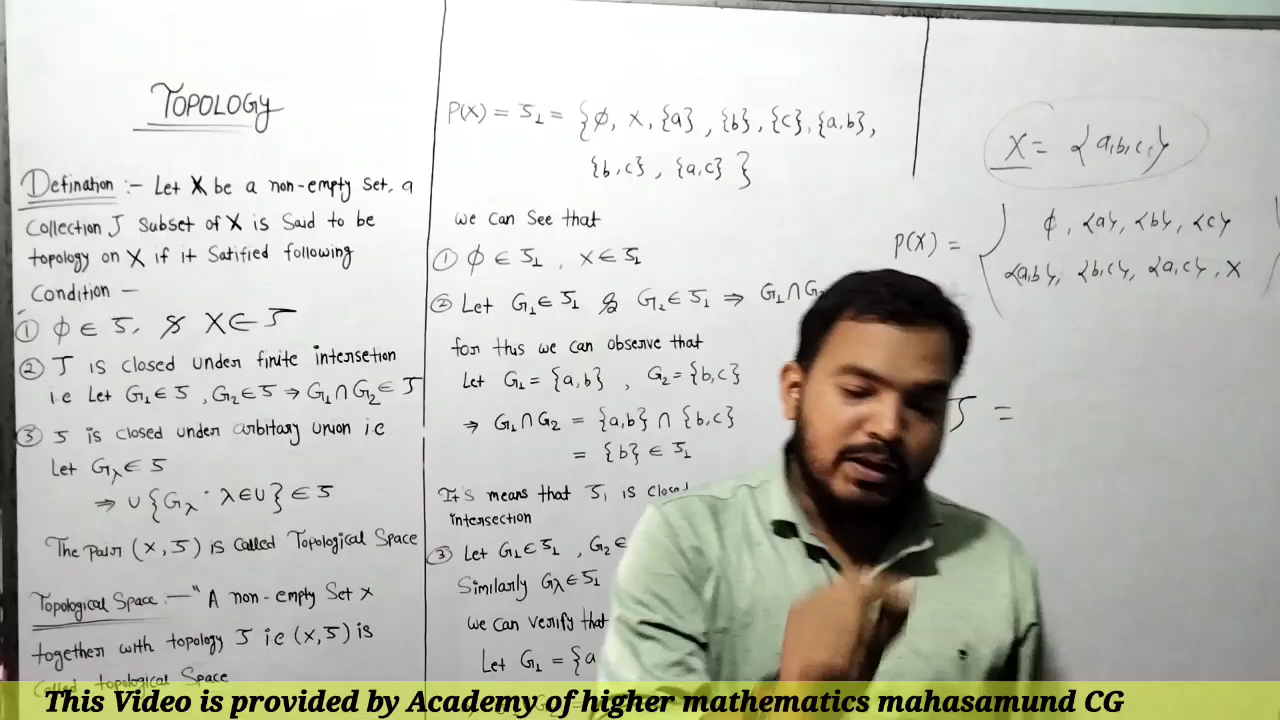 TOPOLOGY
Defination :- Let X be a non-empty set, a
Collection J Subset of X is Said to be
topology on X if it Satified following
Condition -
① ϕ ∈ J, & X ∈ J
② J is closed under finite intersetion
i.e Let G₁∈J , G₂∈J ⇒ G₁∩G₂∈ J
③ J is closed under arbitary union i.e
Let Gλ ∈ J
⇒ ∪{Gλ : λ∈∪} ∈ J
The pair (X, J) is Called Topological Space
Topological Space :- "A non-empty Set X
together with topology J i.e (X, J) is
Called topological Space
P(X) = J₁ = {ϕ, X, {a} , {b}, {c}, {a,b},
{b,c} , {a,c} }
we can See that
① ϕ ∈ J₁ , X ∈ J₁
② Let G₁∈ J₁ & G₂∈ J₁ ⇒ G₁∩G₂
for this we can observe that
Let G₁ = {a,b} , G₂ = {b,c}
⇒ G₁∩G₂ = {a,b} ∩ {b,c}
= {b} ∈ J₁
It's means that J₁ is closed
intersection
③ Let G₁∈ J₁ , G₂ ∈
Similarly Gλ ∈ J₁
we can verify that
Let G₁ = {a
X = {a,b,c,}
P(X) = ( ϕ, {a}, {b}, {c}
{a,b}, {b,c}, {a,c}, X )
J =
This Video is provided by Academy of higher mathematics mahasamund CG